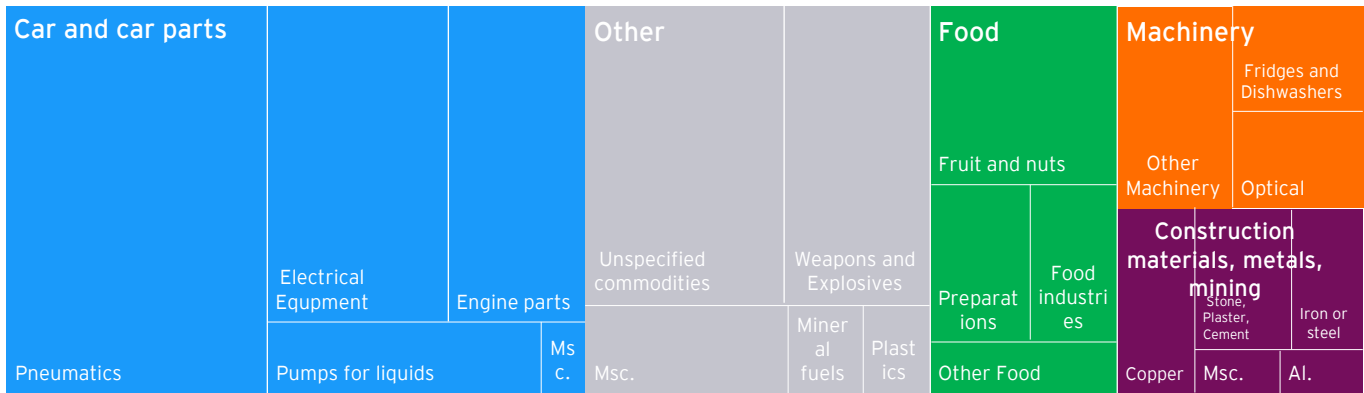 Car and car parts
Pneumatics
Electrical
Equpment
Engine parts
Pumps for liquids
Ms
c.
Other
Unspecified
commodities
Weapons and
Explosives
Msc.
Miner
al
fuels
Plast
ics
Food
Fruit and nuts
Preparat
ions
Food
industri
es
Other Food
Machinery
Other
Machinery
Fridges and
Dishwashers
Optical
Construction
materials, metals,
mining
Copper
Stone,
Plaster,
Cement
Iron or
steel
Msc.
Al.